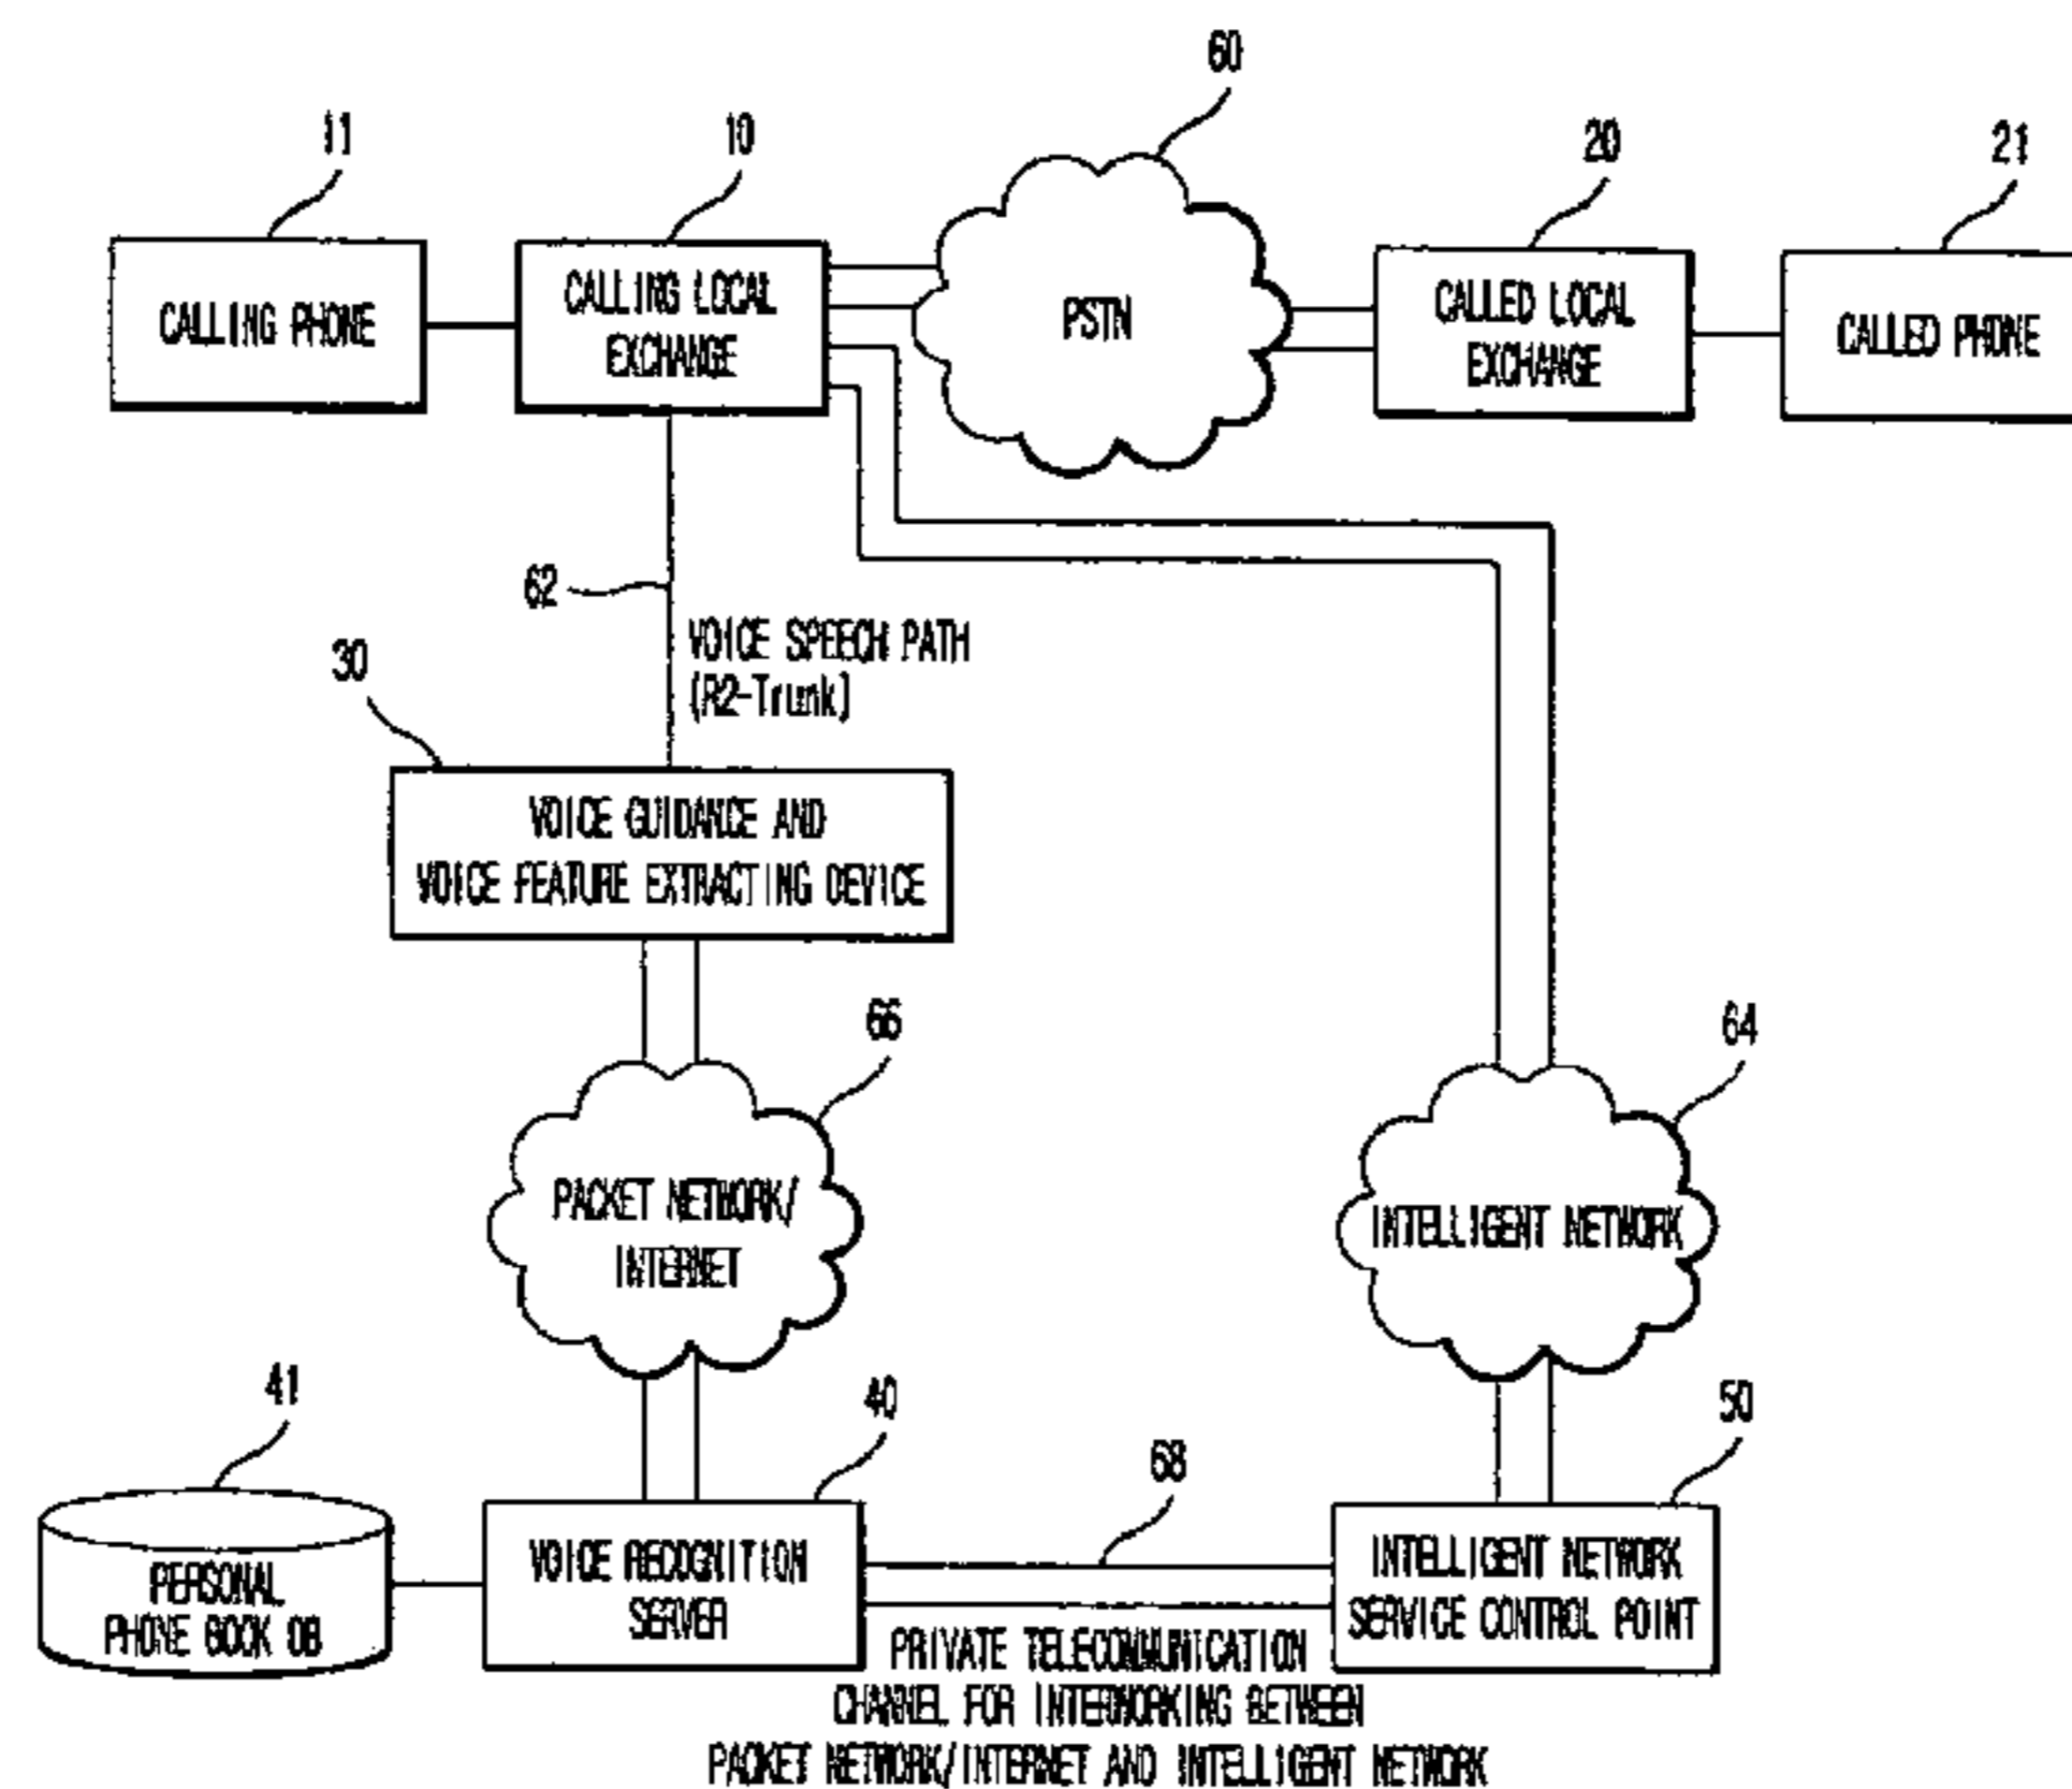 60
11
10
20
21
CALLING PHONE
CALLING LOCAL
EXCHANGE
PSTN
CALLED LOCAL
EXCHANGE
CALLED PHONE
62
VOICE SPEECH PATH
(R2-Trunk)
30
VOICE GUIDANCE AND
VOICE FEATURE EXTRACTING DEVICE
66
64
PACKET NETWORK/
INTERNET
INTELLIGENT NETWORK
41
40
68
50
PERSONAL
PHONE BOOK DB
VOICE RECOGNITION
SERVER
INTELLIGENT NETWORK
SERVICE CONTROL POINT
PRIVATE TELECOMMUNICATION
CHANNEL FOR INTERWORKING BETWEEN
PACKET NETWORK/INTERNET AND INTELLIGENT NETWORK